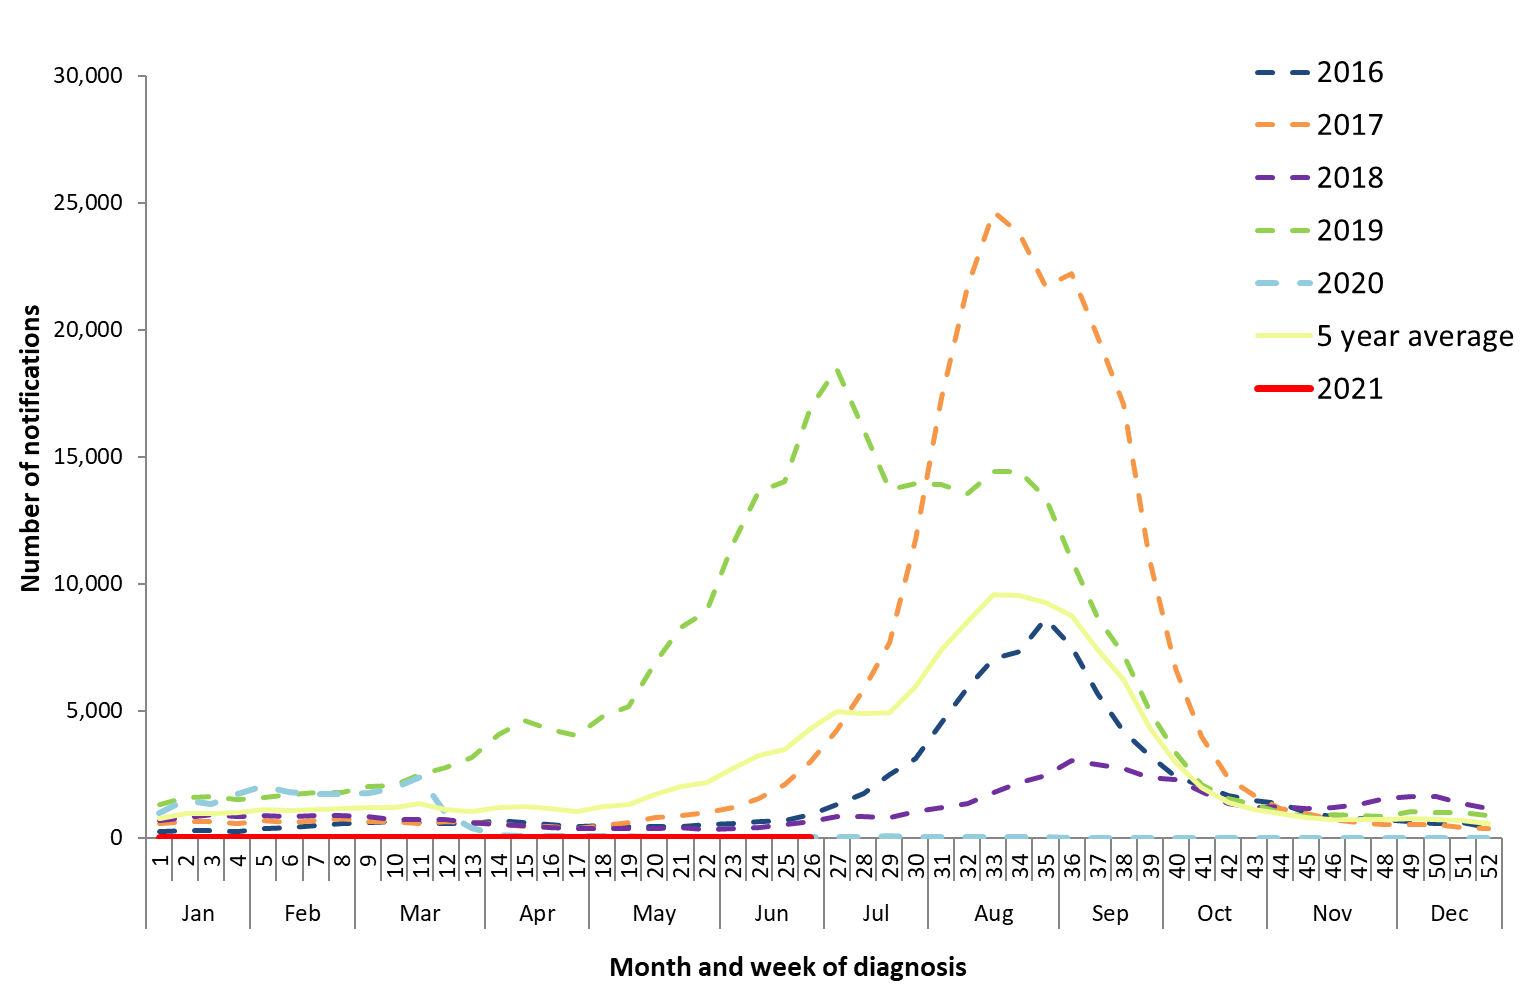 30,000
25,000
20,000
15,000
10,000
5,000
0
Number of notifications
2016
2017
2018
2019
2020
5 year average
2021
1 2 3 4 5 6 7 8 9 10 11 12 13 14 15 16 17 18 19 20 21 22 23 24 25 26 27 28 29 30 31 32 33 34 35 36 37 38 39 40 41 42 43 44 45 46 47 48 49 50 51 52
Jan Feb Mar Apr May Jun Jul Aug Sep Oct Nov Dec
Month and week of diagnosis